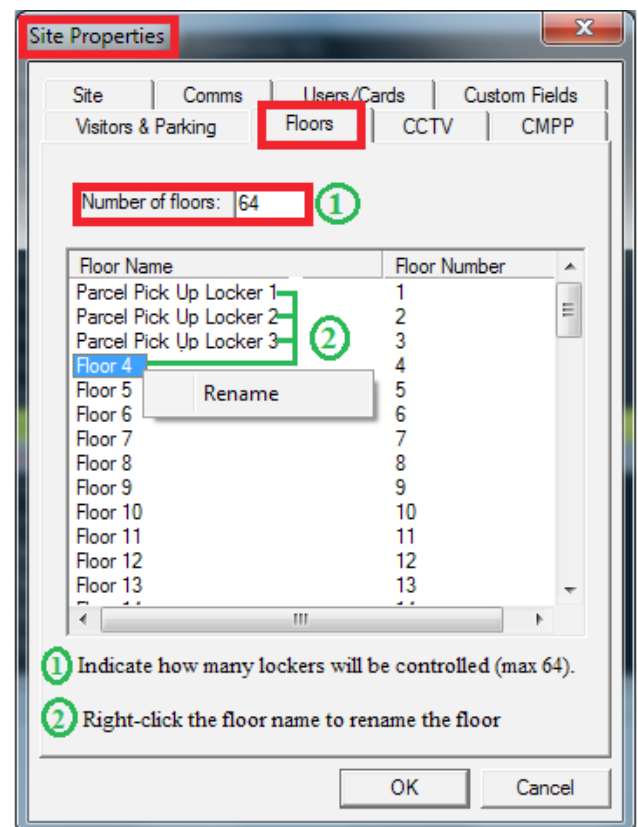 Site Properties
Site Comms Users/Cards Custom Fields
Visitors & Parking Floors CCTV CMPP
Number of floors: 64 1
Floor Name Floor Number
Parcel Pick Up Locker 1 1
Parcel Pick Up Locker 2 2
Parcel Pick Up Locker 3 3
2
Floor 4 4
Floor 5 5
Rename
Floor 6 6
Floor 7 7
Floor 8 8
Floor 9 9
Floor 10 10
Floor 11 11
Floor 12 12
Floor 13 13
1 Indicate how many lockers will be controlled (max 64).
2 Right-click the floor name to rename the floor
OK Cancel